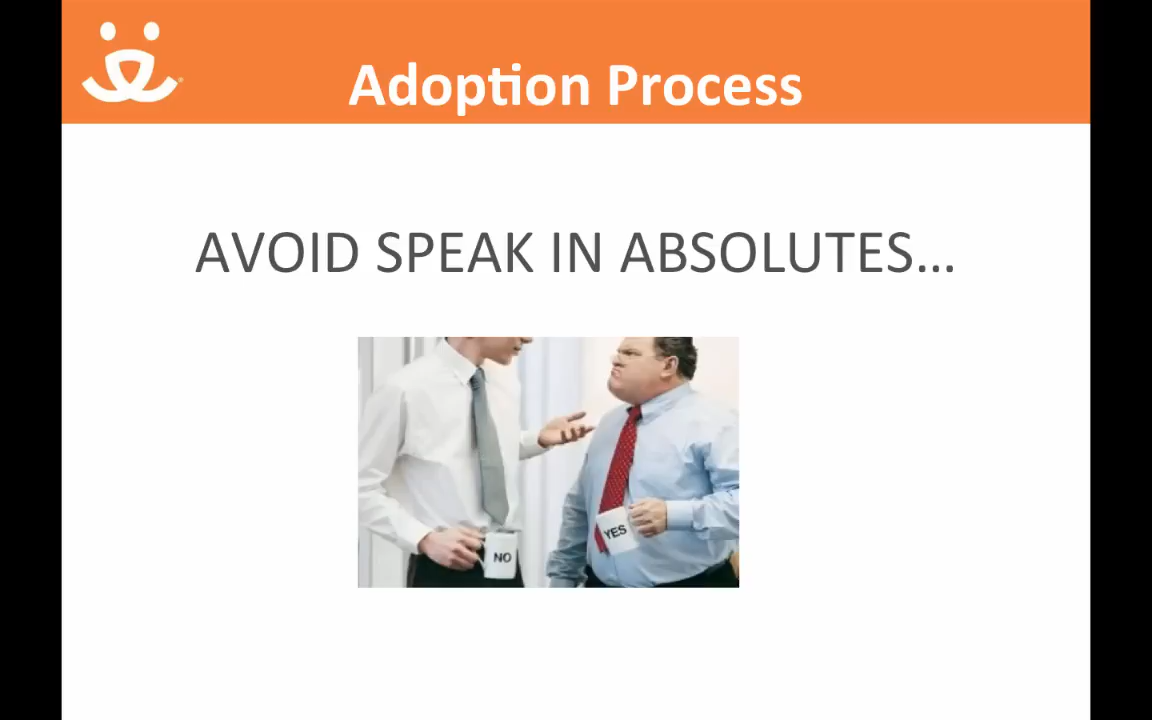 Adoption Process
AVOID SPEAK IN ABSOLUTES...
NO
YES